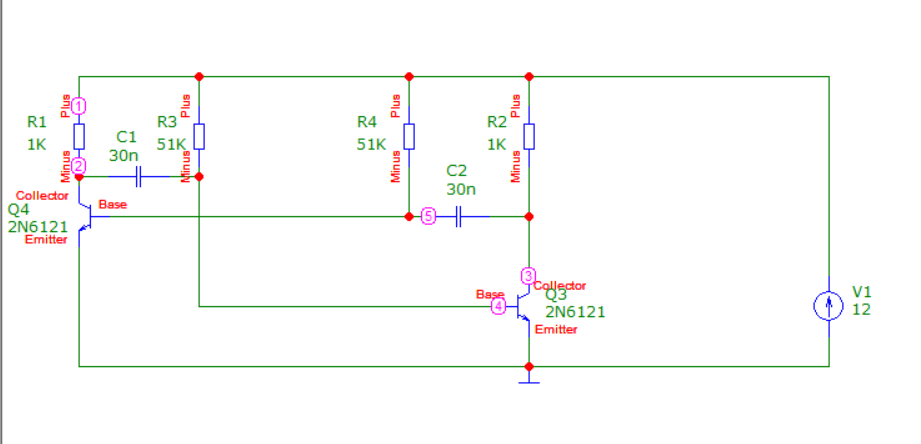 Plus
1
R1
1K
Minus
2
C1
30n
Plus
R3
51K
Minus
Plus
R4
51K
Minus
Plus
R2
1K
Minus
C2
30n
5
Collector
Q4
2N6121
Base
Emitter
3
Collector
Base
4
Q3
2N6121
Emitter
V1
12